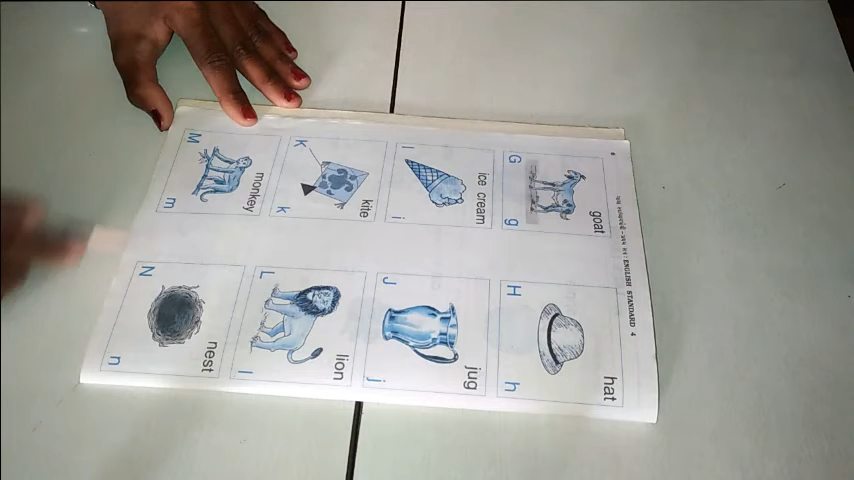 ENGLISH STANDARD 4
G g
goat
H h
hat
I i
ice cream
J j
jug
K k
kite
L l
lion
M m
monkey
N n
nest